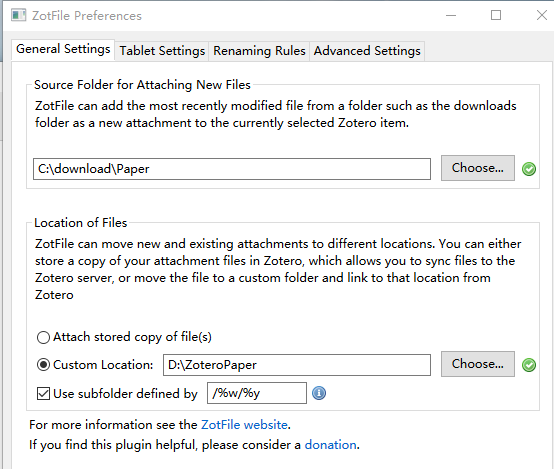 ZotFile Preferences
General Settings Tablet Settings Renaming Rules Advanced Settings
Source Folder for Attaching New Files
ZotFile can add the most recently modified file from a folder such as the downloads
folder as a new attachment to the currently selected Zotero item.
C:\download\Paper Choose...
Location of Files
ZotFile can move new and existing attachments to different locations. You can either
store a copy of your attachment files in Zotero, which allows you to sync files to the
Zotero server, or move the file to a custom folder and link to that location from
Zotero
Attach stored copy of file(s)
Custom Location: D:\ZoteroPaper Choose...
Use subfolder defined by /%w/%y
For more information see the ZotFile website.
If you find this plugin helpful, please consider a donation.